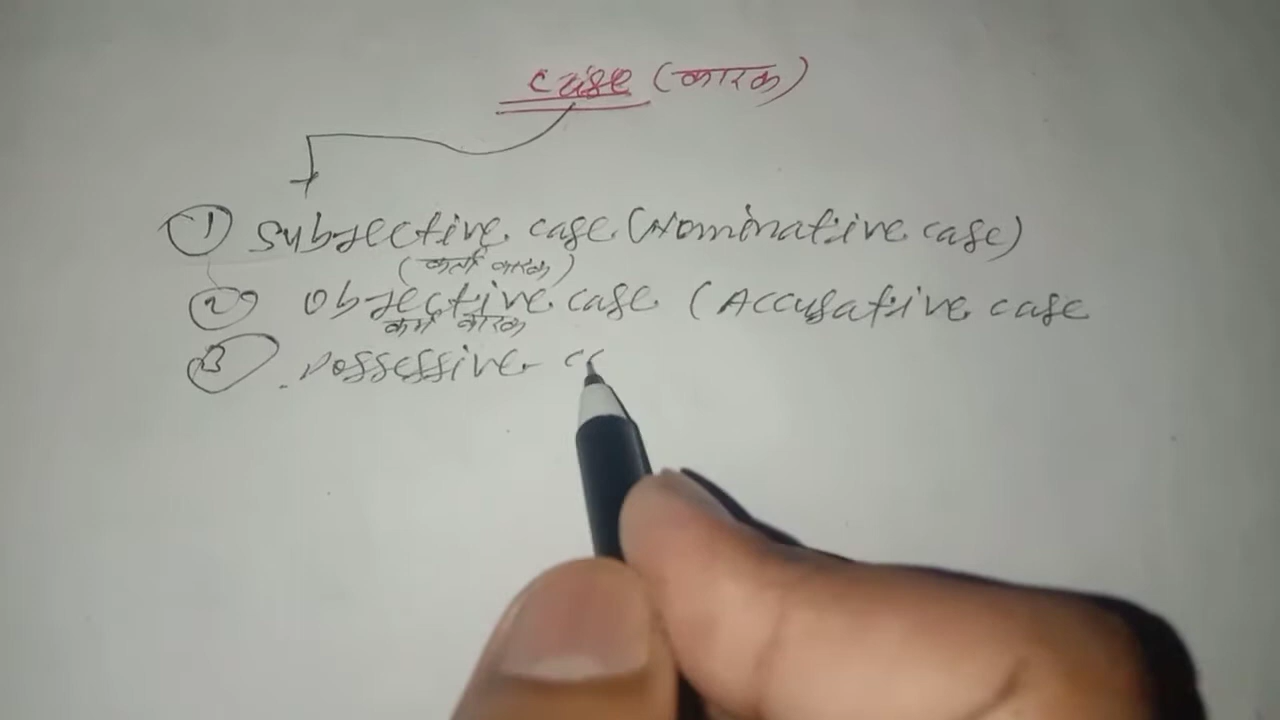 case (कारक)
① Subjective case (Nominative case)
(कर्ता कारक)
② Objective case (Accusative case
कर्म कारक
③ Possessive